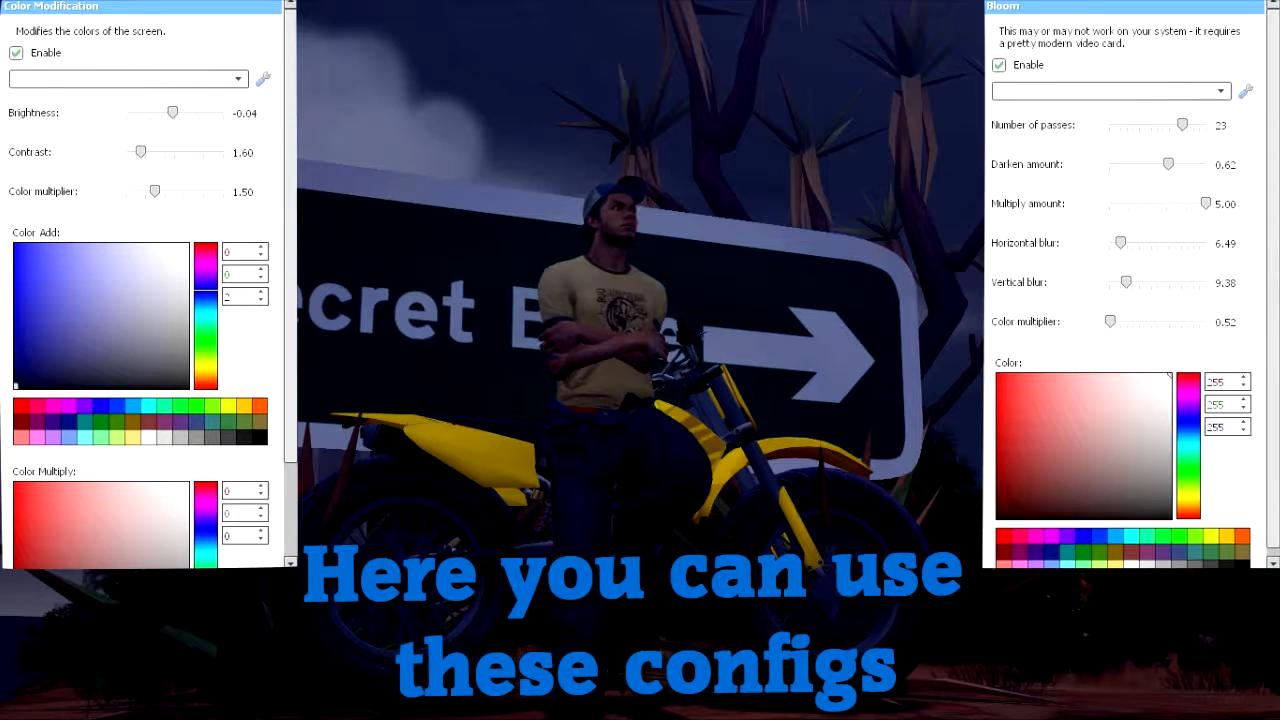 Color Modification
Modifies the colors of the screen.
Enable
Brightness: -0.04
Contrast: 1.60
Color multiplier: 1.50
Color Add:
0
0
2
Color Multiply:
0
0
0
ecret B
Here you can use
these configs
Bloom
This may or may not work on your system - it requires
a pretty modern video card.
Enable
Number of passes: 23
Darken amount: 0.62
Multiply amount: 5.00
Horizontal blur: 6.49
Vertical blur: 9.38
Color multiplier: 0.52
Color:
255
255
255